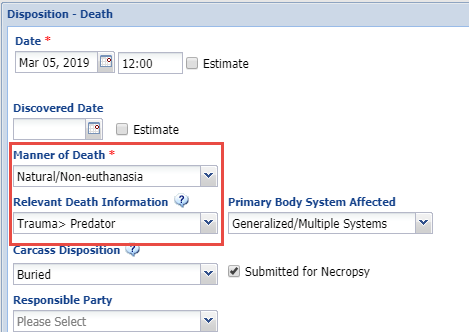 Disposition - Death
Date *
Mar 05, 2019 12:00 Estimate
Discovered Date
Estimate
Manner of Death *
Natural/Non-euthanasia
Relevant Death Information ? Primary Body System Affected
Trauma> Predator Generalized/Multiple Systems
Carcass Disposition ?
Buried Submitted for Necropsy
Responsible Party
Please Select